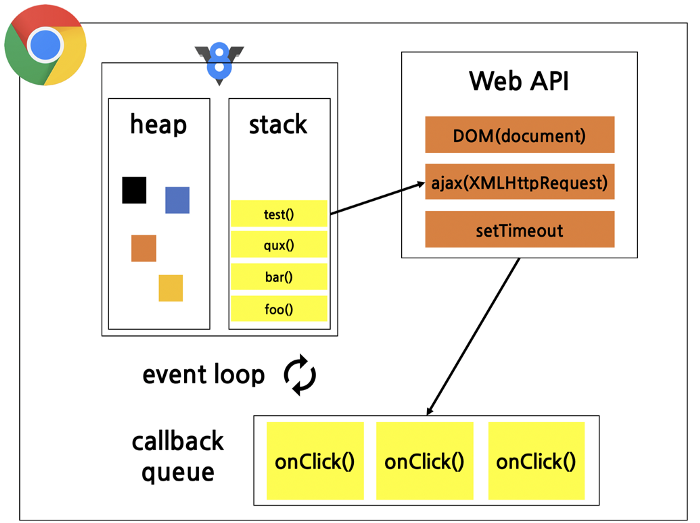 heap
stack
test()
qux()
bar()
foo()
Web API
DOM(document)
ajax(XMLHttpRequest)
setTimeout
event loop
callback
queue
onClick()
onClick()
onClick()